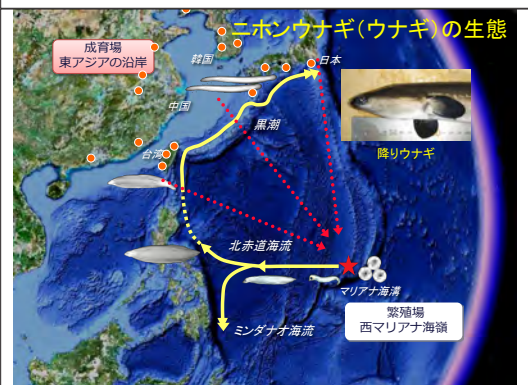 ニホンウナギ(ウナギ)の生態
成育場
東アジアの沿岸
韓国
日本
中国
黒潮
降りウナギ
台湾
北赤道海流
マリアナ海溝
繁殖場
西マリアナ海嶺
ミンダナオ海流